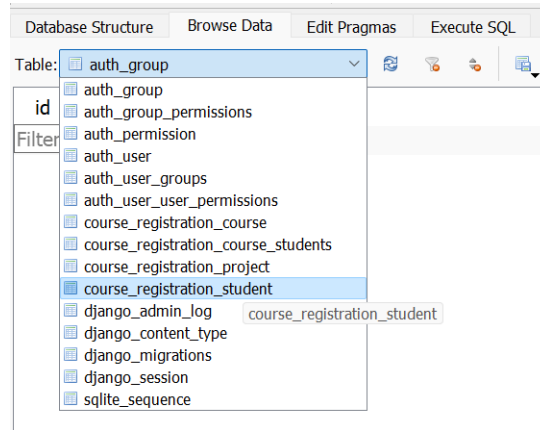 Database Structure Browse Data Edit Pragmas Execute SQL
Table: auth_group
id
Filter
auth_group
auth_group_permissions
auth_permission
auth_user
auth_user_groups
auth_user_user_permissions
course_registration_course
course_registration_course_students
course_registration_project
course_registration_student
django_admin_log
course_registration_student
django_content_type
django_migrations
django_session
sqlite_sequence